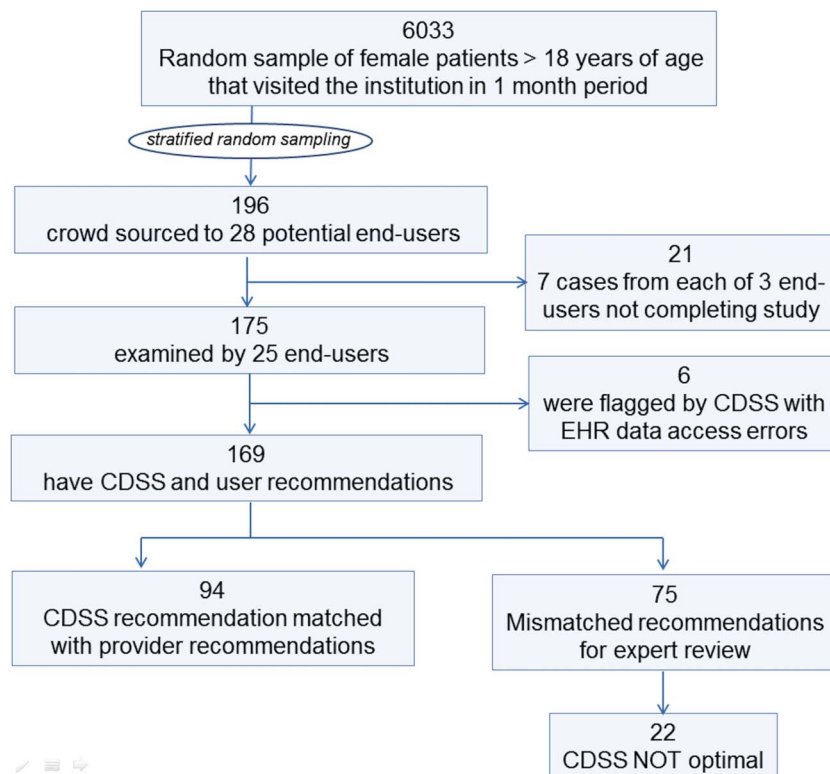 6033
Random sample of female patients > 18 years of age
that visited the institution in 1 month period
stratified random sampling
196
crowd sourced to 28 potential end-users
21
7 cases from each of 3 end-
users not completing study
175
examined by 25 end-users
6
were flagged by CDSS with
EHR data access errors
169
have CDSS and user recommendations
94
CDSS recommendation matched
with provider recommendations
75
Mismatched recommendations
for expert review
22
CDSS NOT optimal